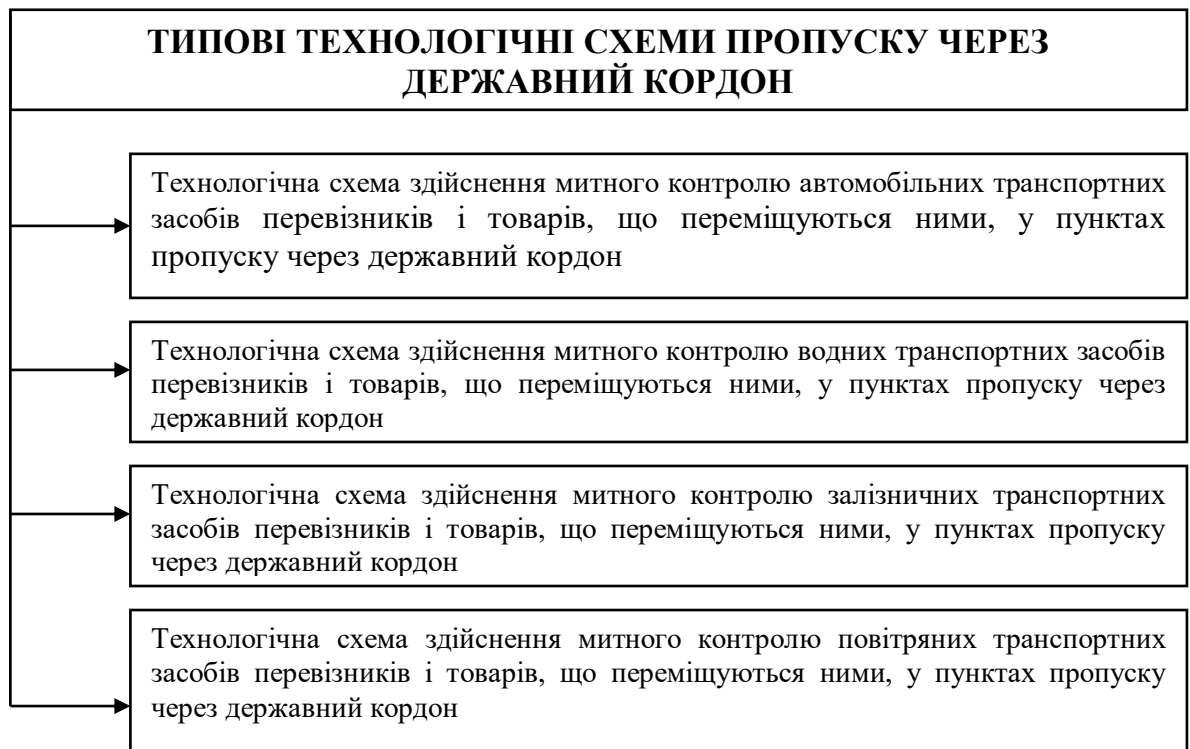 ТИПОВІ ТЕХНОЛОГІЧНІ СХЕМИ ПРОПУСКУ ЧЕРЕЗ
ДЕРЖАВНИЙ КОРДОН
Технологічна схема здійснення митного контролю автомобільних транспортних
засобів перевізників і товарів, що переміщуються ними, у пунктах
пропуску через державний кордон
Технологічна схема здійснення митного контролю водних транспортних засобів
перевізників і товарів, що переміщуються ними, у пунктах пропуску через
державний кордон
Технологічна схема здійснення митного контролю залізничних транспортних
засобів перевізників і товарів, що переміщуються ними, у пунктах пропуску
через державний кордон
Технологічна схема здійснення митного контролю повітряних транспортних
засобів перевізників і товарів, що переміщуються ними, у пунктах пропуску
через державний кордон